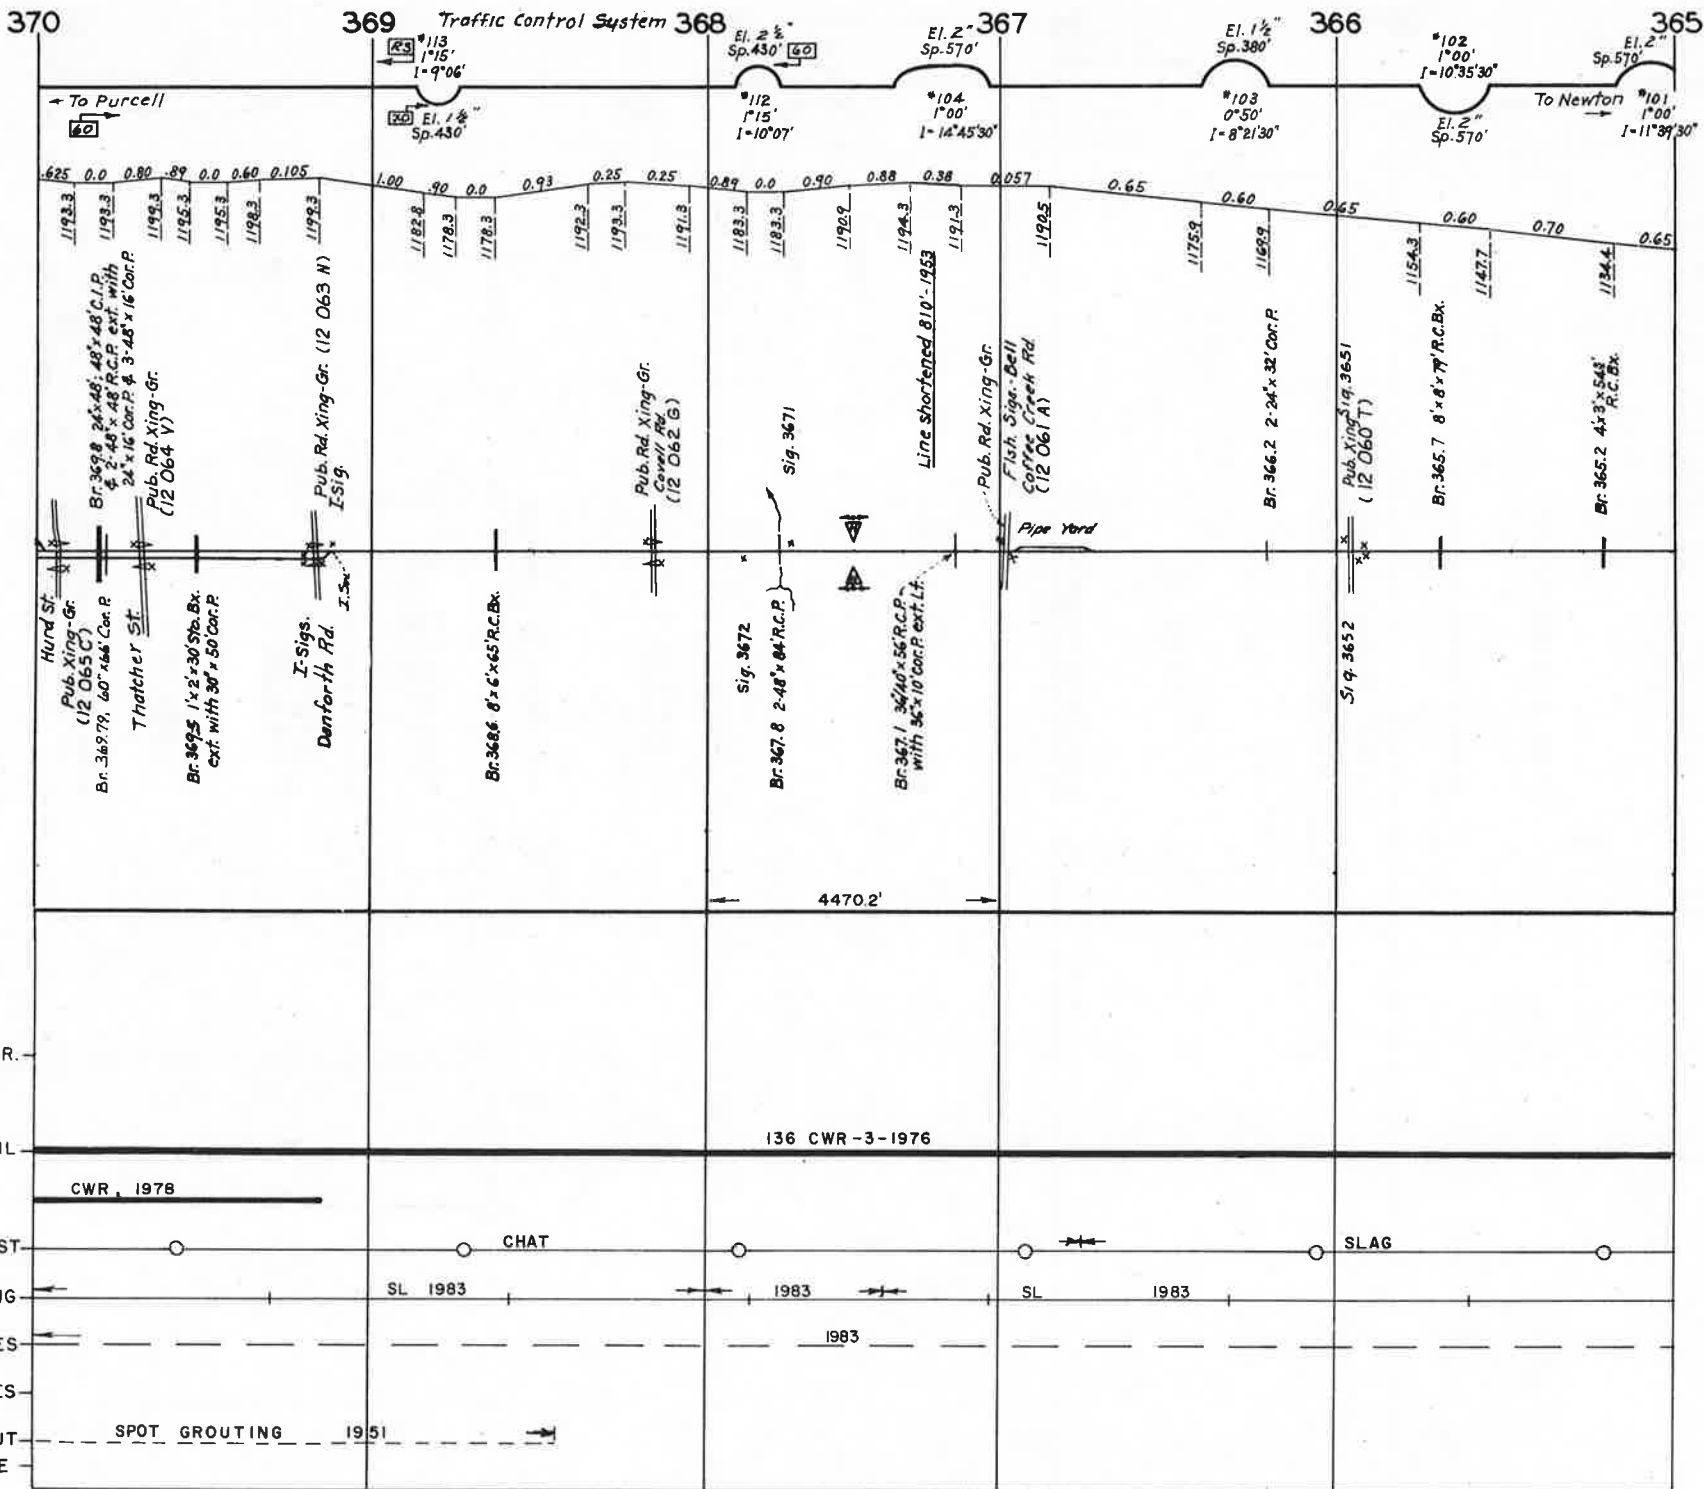 370
369
Traffic Control System
368
367
366
365
#113
1°15'
I=9°06'
El. 2½"
Sp.430'
60
El. 2"
Sp.570'
El. 1½"
Sp.380'
#102
1°00'
I=10°35'30"
El. 2"
Sp.570'
← To Purcell
60
El. 1½"
Sp.430'
#112
1°15'
I=10°07'
#104
1°00'
I=14°45'30"
#103
0°50'
I=8°21'30"
El. 2"
Sp.570'
To Newton
#101
1°00'
I=11°39'30"
.625 0.0 0.80 .89 0.0 0.60 0.105 1.00 .90 0.0 0.93 0.25 0.25 0.89 0.0 0.90 0.88 0.38 0.057 0.65 0.60 0.65 0.60 0.70 0.65
1193.3 1193.3 1199.3 1195.3 1195.3 1198.3 1199.3 1182.8 1178.3 1178.3 1192.3 1193.3 1191.3 1183.3 1183.3 1190.9 1194.3 1191.3 1190.5 1175.9 1169.9 1154.3 1147.7 1134.4
Br. 369.8 24"x48'; 48"x48' C.I.P.
& 2-48"x48' R.C.P. ext. with
24"x16' Cor. P. & 3-48"x16' Cor. P.
Pub. Rd. Xing-Gr.
(12 064 V)
Pub. Rd. Xing-Gr. (12 063 N)
I-Sig.
Pub. Rd. Xing-Gr.
Covell Rd.
(12 062 G)
Sig. 3671
Line shortened 810'-1953
Pub. Rd. Xing-Gr.
Flsh. Sigs.-Bell
Coffee Creek Rd.
(12 061 A)
Pipe Yard
Br. 366.2 2-24"x32' Cor. P.
Pub. Xing Sig. 3651
(12 060 T)
Br. 365.7 8'x8'x79' R.C. Bx.
Br. 365.2 4'x3'x54.8'
R.C. Bx.
Hurd St.
Pub. Xing-Gr.
(12 065 C)
Br. 369.79, 60"x66' Cor. P.
Thatcher St.
Br. 369.5 1'x2'x30' Sto. Bx.
ext. with 30"x50' Cor. P.
I-Sigs.
Danforth Rd.
Br. 368.6 8'x6'x65' R.C. Bx.
Sig. 3672
Br. 367.8 2-48"x84' R.C.P.
Br. 367.1 36"/40"x56' R.C.P.
with 36"x10' Cor. P. ext. Lt.
Sig. 3652
4470.2'
R.
136 CWR-3-1976
CWR, 1978
ST
CHAT
SLAG
SL 1983
1983
SL 1983
ES
1983
SPOT GROUTING 1951
UT
E